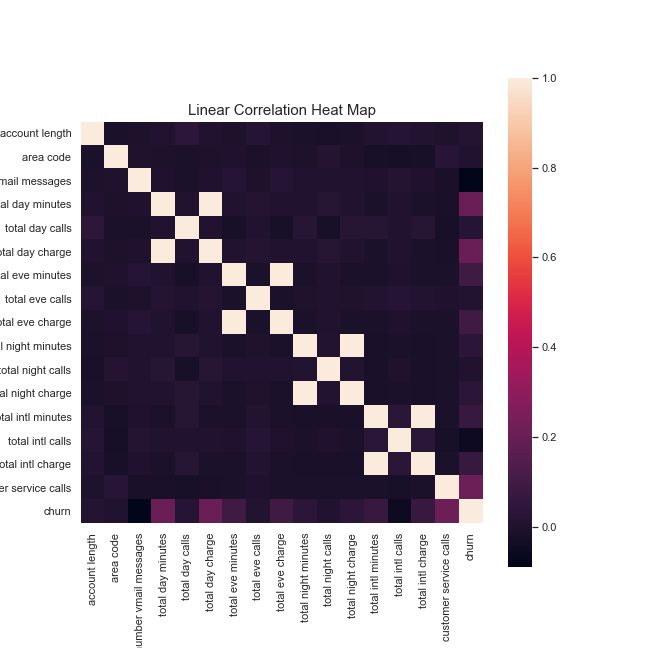 Linear Correlation Heat Map
account length
area code
mail messages
al day minutes
total day calls
otal day charge
al eve minutes
total eve calls
tal eve charge
l night minutes
total night calls
al night charge
otal intl minutes
total intl calls
otal intl charge
er service calls
churn
account length
area code
umber vmail messages
total day minutes
total day calls
total day charge
total eve minutes
total eve calls
total eve charge
total night minutes
total night calls
total night charge
total intl minutes
total intl calls
total intl charge
customer service calls
churn
1.0
0.8
0.6
0.4
0.2
0.0